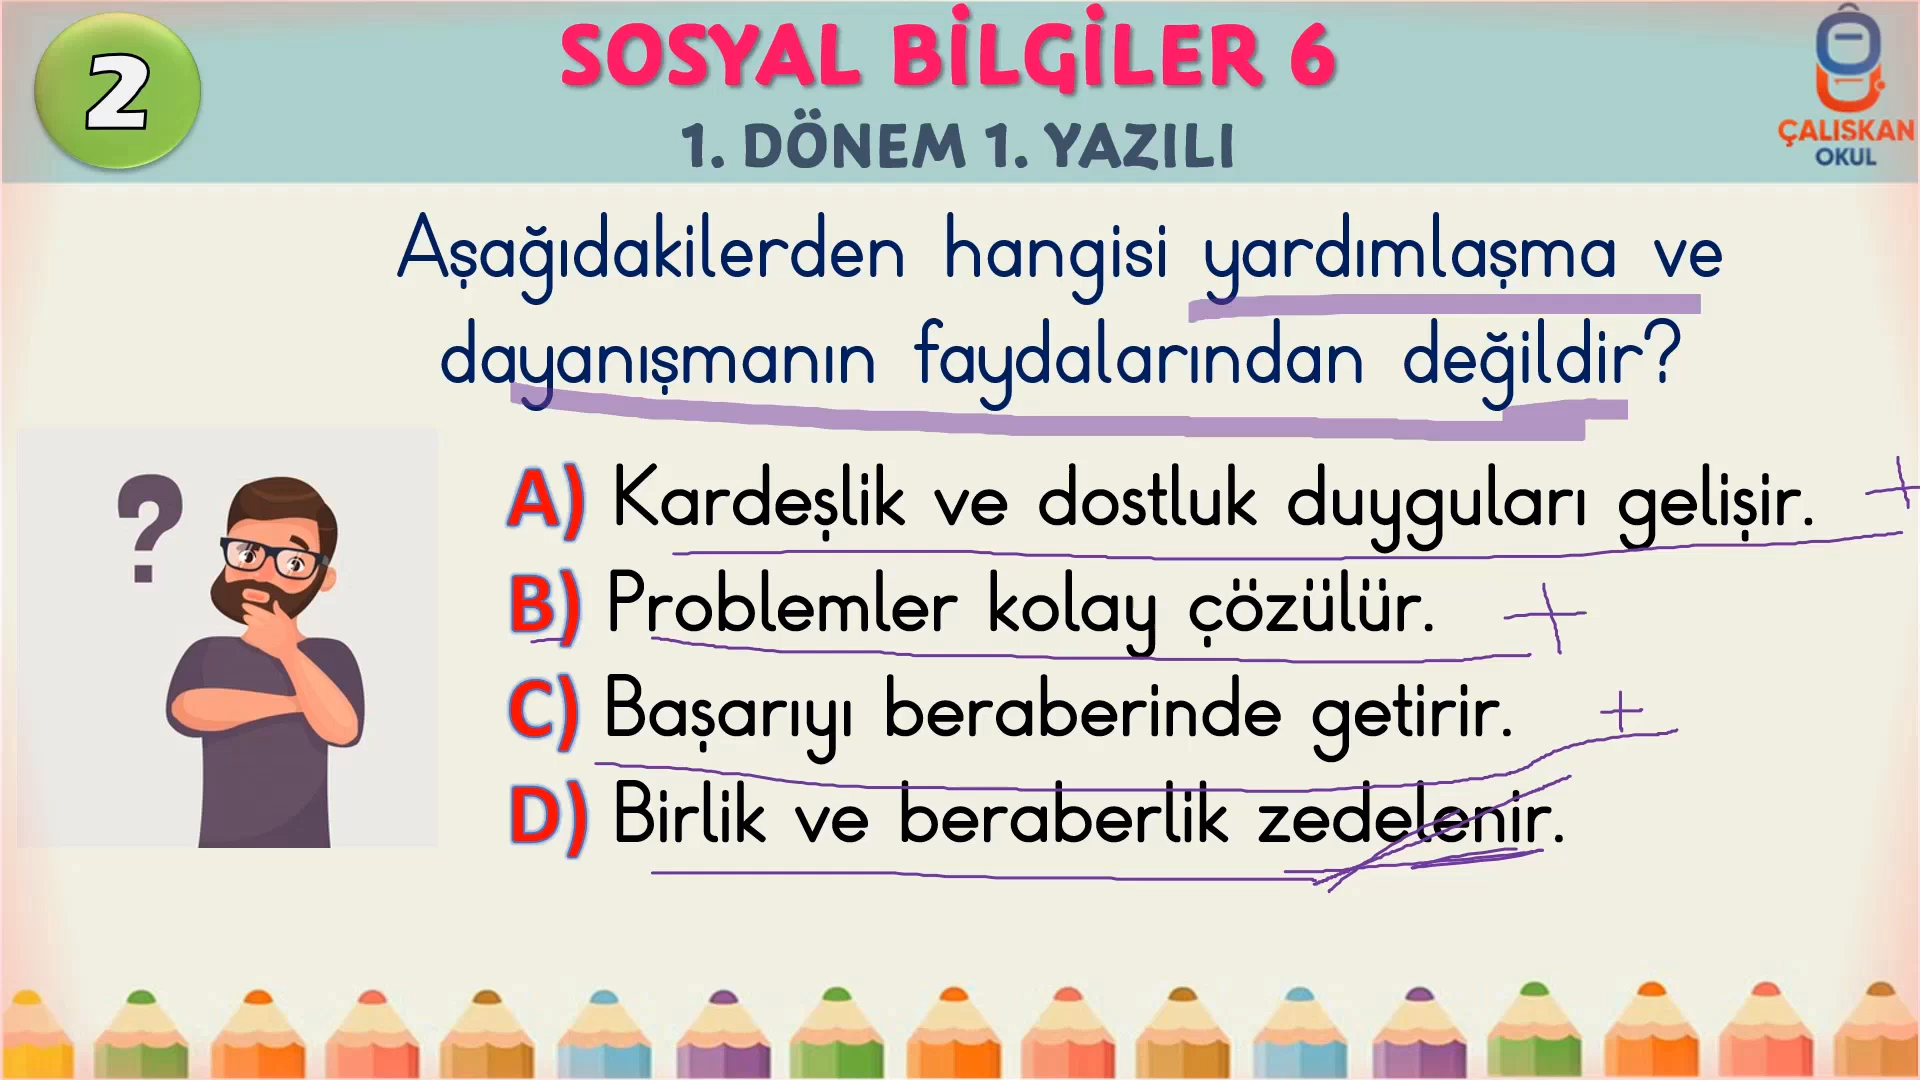 2
SOSYAL BİLGİLER 6
1. DÖNEM 1. YAZILI
ÇALIŞKAN
OKUL
Aşağıdakilerden hangisi yardımlaşma ve
dayanışmanın faydalarından değildir?
?
A) Kardeşlik ve dostluk duyguları gelişir. +
B) Problemler kolay çözülür. +
C) Başarıyı beraberinde getirir. +
D) Birlik ve beraberlik zedelenir.